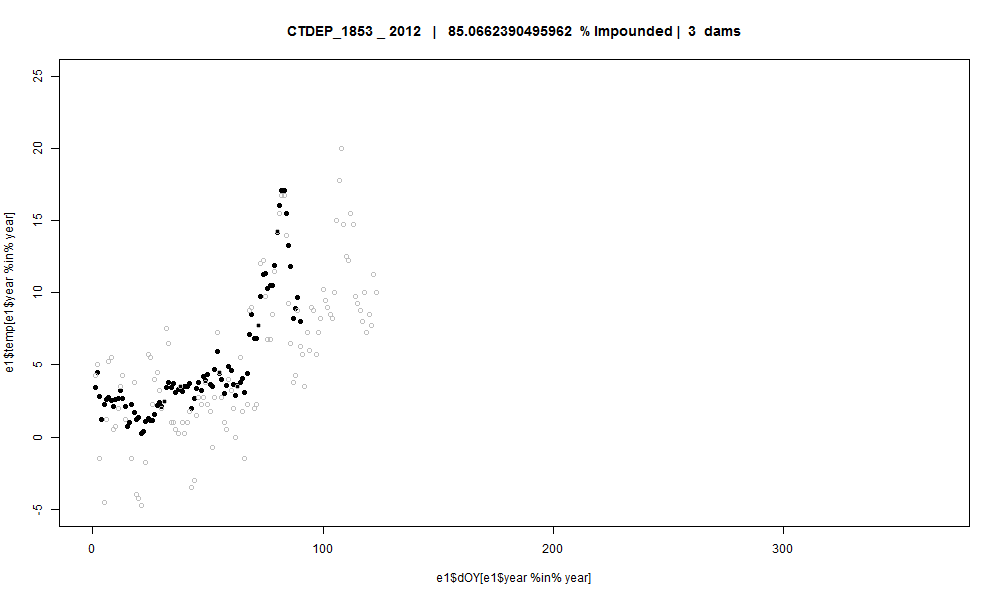 CTDEP_1853 _ 2012 | 85.0662390495962 % Impounded | 3 dams
e1$temp[e1$year %in% year]
25
20
15
10
5
0
-5
0 100 200 300
e1$dOY[e1$year %in% year]